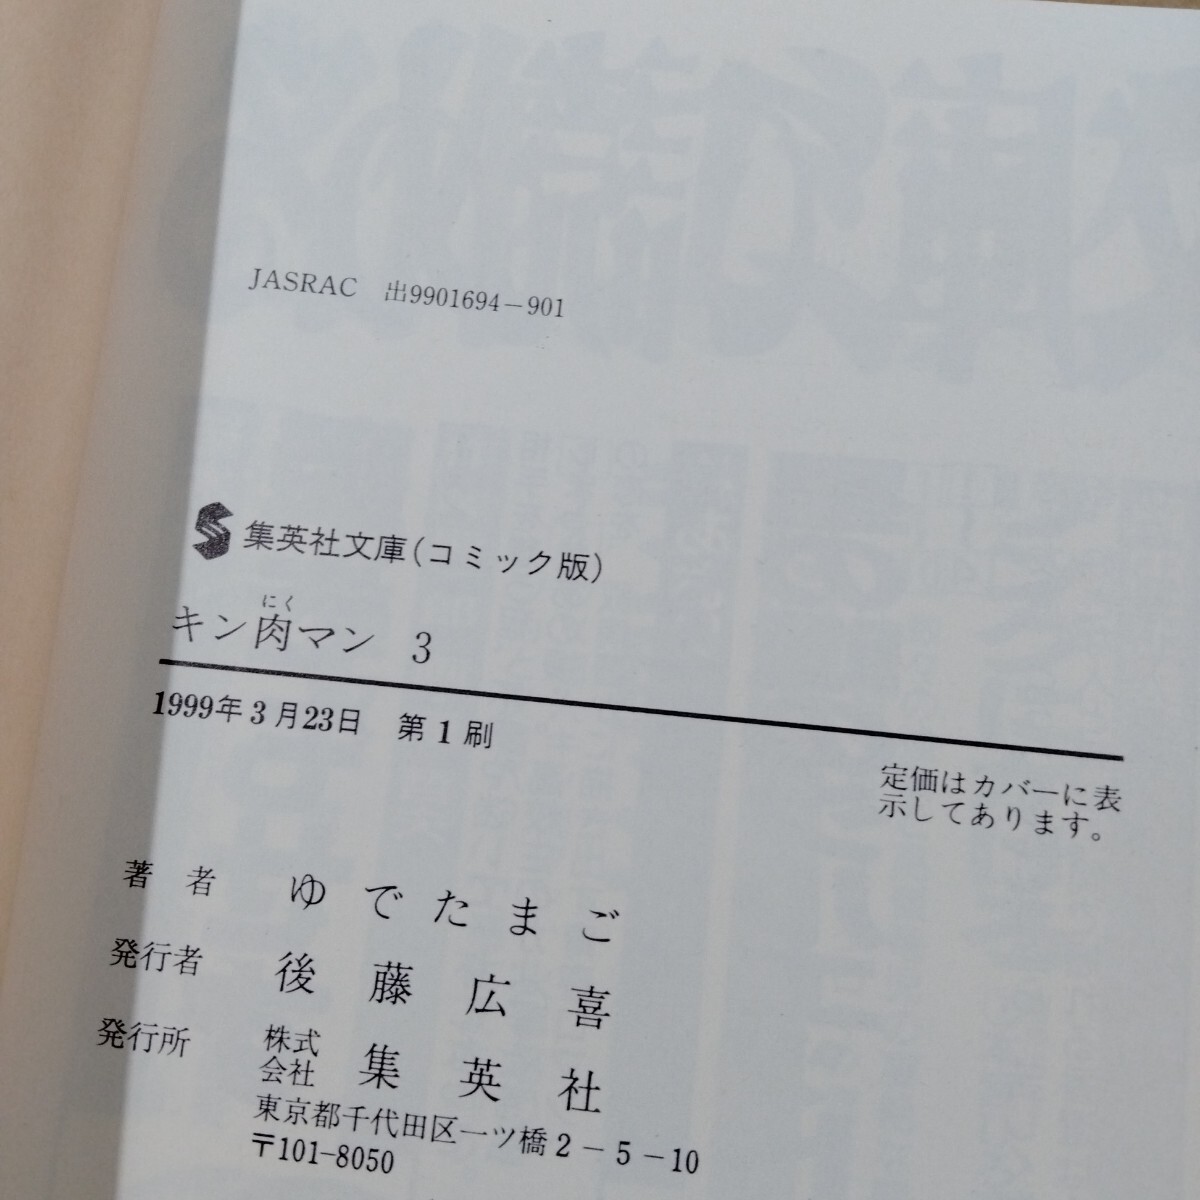 JASRAC 出9901694-901
集英社文庫(コミック版)
にく
キン肉マン 3
1999年3月23日 第1刷
定価はカバーに表
示してあります。
著者 ゆでたまご
発行者 後藤広喜
発行所 株式会社 集英社
東京都千代田区一ツ橋2-5-10
〒101-8050